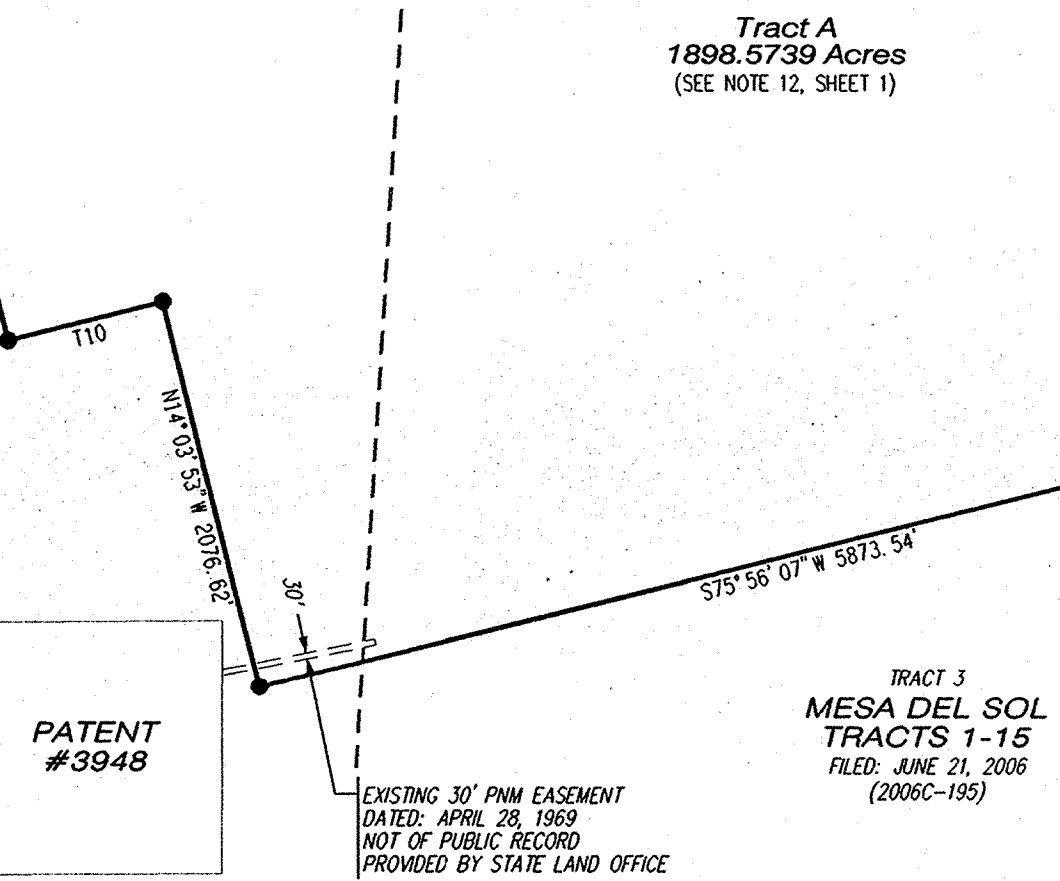 Tract A
1898.5739 Acres
(SEE NOTE 12, SHEET 1)
T10
N14°03'53"W 2076.62'
S75°56'07"W 5873.54'
30'
PATENT
#3948
TRACT 3
MESA DEL SOL
TRACTS 1-15
FILED: JUNE 21, 2006
(2006C-195)
EXISTING 30' PNM EASEMENT
DATED: APRIL 28, 1969
NOT OF PUBLIC RECORD
PROVIDED BY STATE LAND OFFICE